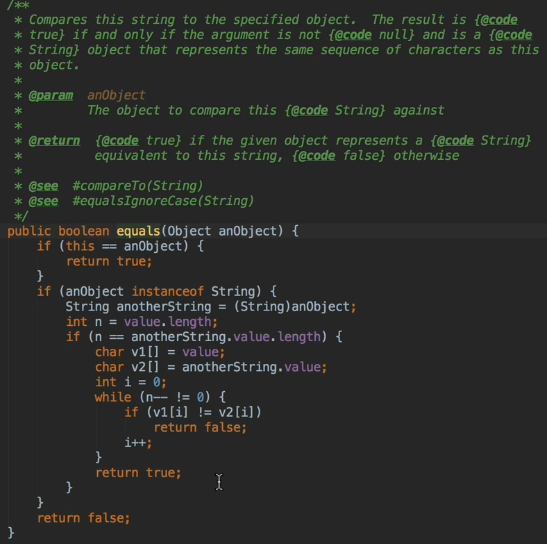 /**
 * Compares this string to the specified object.  The result is {@code
 * true} if and only if the argument is not {@code null} and is a {@code
 * String} object that represents the same sequence of characters as this
 * object.
 *
 * @param  anObject
 *         The object to compare this {@code String} against
 *
 * @return  {@code true} if the given object represents a {@code String}
 *          equivalent to this string, {@code false} otherwise
 *
 * @see  #compareTo(String)
 * @see  #equalsIgnoreCase(String)
 */
public boolean equals(Object anObject) {
    if (this == anObject) {
        return true;
    }
    if (anObject instanceof String) {
        String anotherString = (String)anObject;
        int n = value.length;
        if (n == anotherString.value.length) {
            char v1[] = value;
            char v2[] = anotherString.value;
            int i = 0;
            while (n-- != 0) {
                if (v1[i] != v2[i])
                    return false;
                i++;
            }
            return true;
        }
    }
    return false;
}